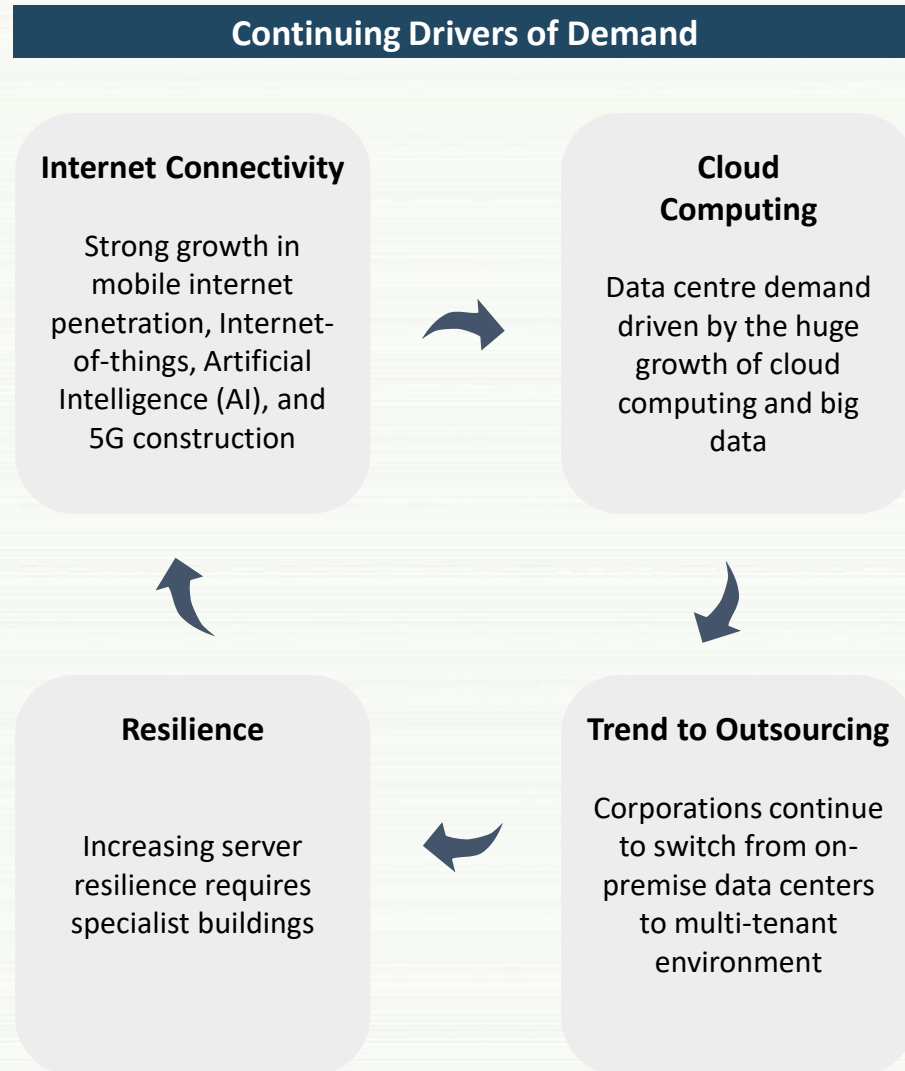 Continuing Drivers of Demand
Internet Connectivity
Strong growth in
mobile internet
penetration, Internet-
of-things, Artificial
Intelligence (AI), and
5G construction
Cloud
Computing
Data centre demand
driven by the huge
growth of cloud
computing and big
data
Resilience
Increasing server
resilience requires
specialist buildings
Trend to Outsourcing
Corporations continue
to switch from on-
premise data centers
to multi-tenant
environment